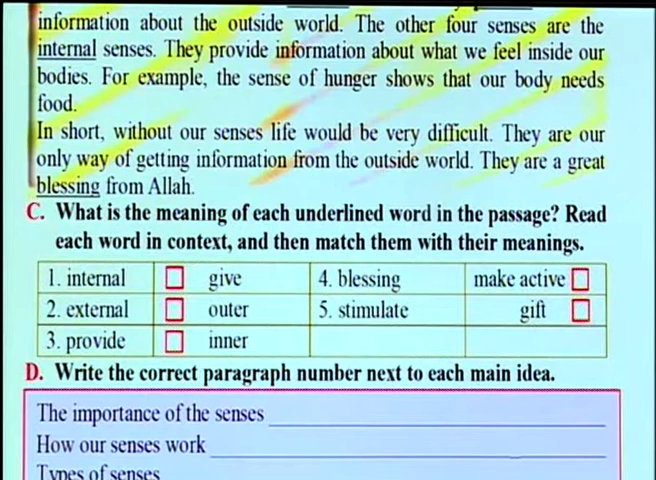 information about the outside world. The other four senses are the
internal senses. They provide information about what we feel inside our
bodies. For example, the sense of hunger shows that our body needs
food.
In short, without our senses life would be very difficult. They are our
only way of getting information from the outside world. They are a great
blessing from Allah.
C. What is the meaning of each underlined word in the passage? Read
each word in context, and then match them with their meanings.
1. internal give 4. blessing make active
2. external outer 5. stimulate gift
3. provide inner
D. Write the correct paragraph number next to each main idea.
The importance of the senses
How our senses work
Types of senses